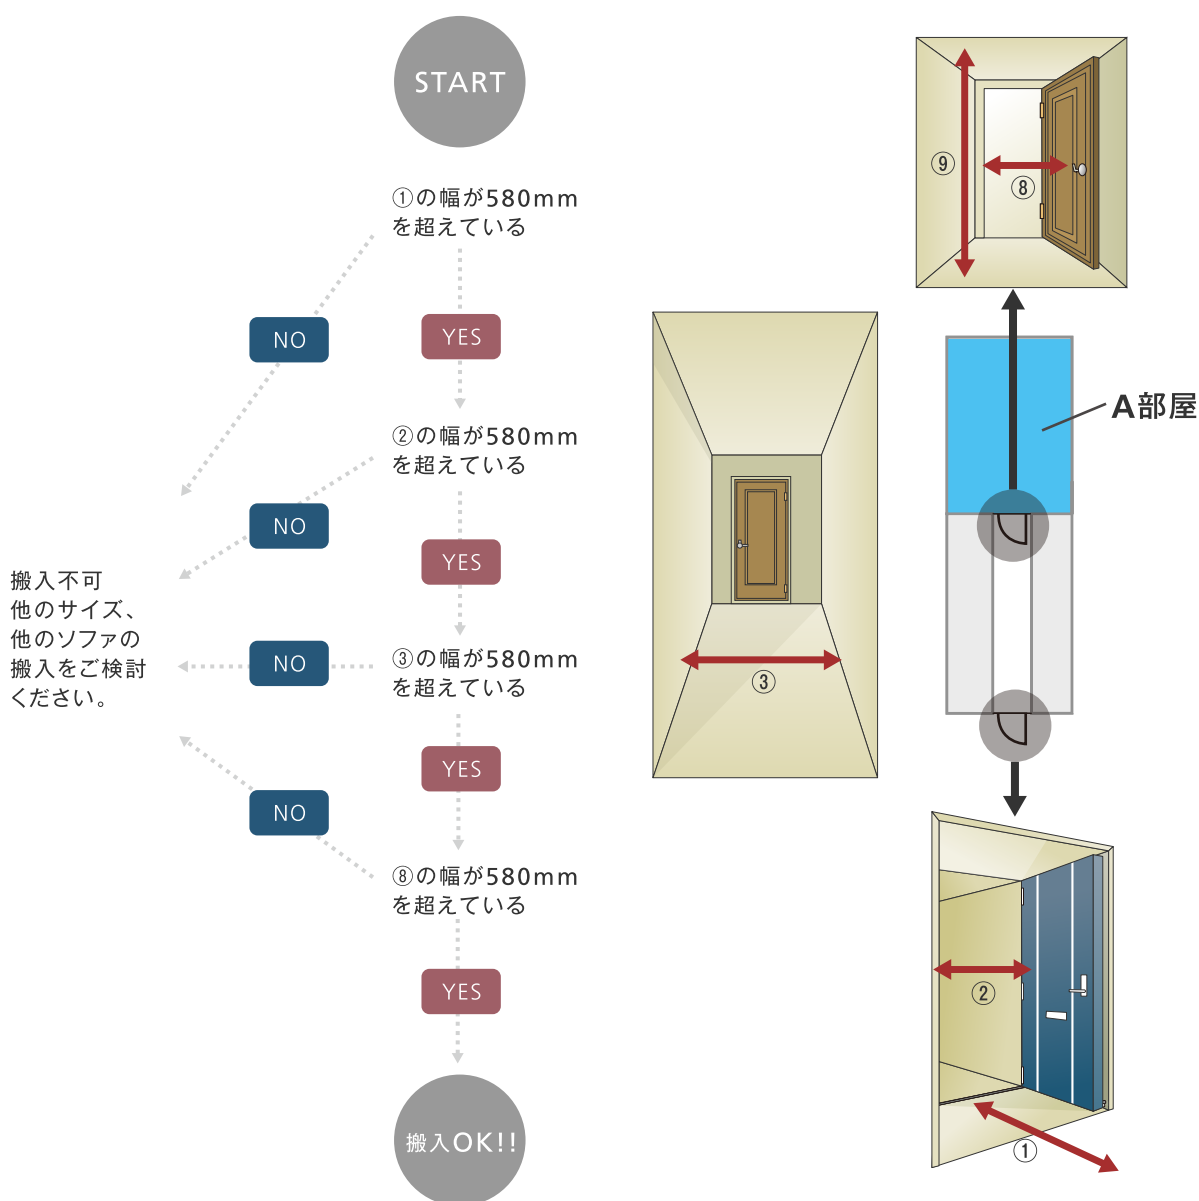 START
①の幅が580mm
を超えている
NO
YES
②の幅が580mm
を超えている
NO
YES
搬入不可
他のサイズ、
他のソファの
搬入をご検討
ください。
③の幅が580mm
を超えている
NO
YES
⑧の幅が580mm
を超えている
NO
YES
搬入OK!!
③
⑨
⑧
A部屋
②
①